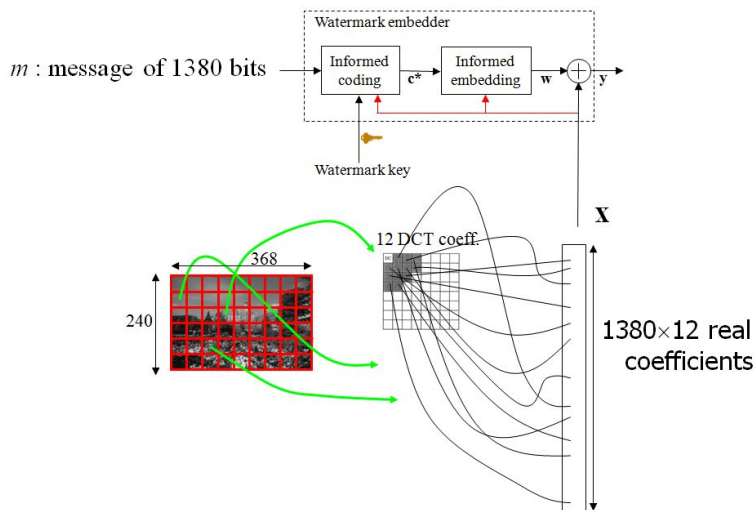 Watermark embedder
m : message of 1380 bits
Informed
coding
c*
Informed
embedding
w
y
Watermark key
X
12 DCT coeff.
DC
368
240
1380×12 real
coefficients